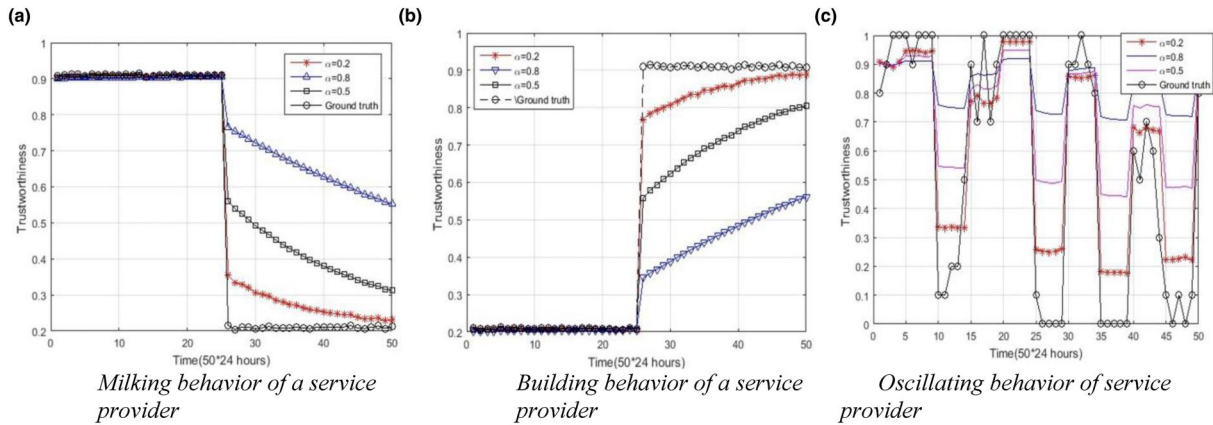 (a)
1
0.9
0.8
0.7
0.6
0.5
0.4
0.3
0.2
0 10 20 30 40 50
Trustworthiness
Time(50*24 hours)
α=0.2
α=0.8
α=0.5
Ground truth
Milking behavior of a service
provider
(b)
1
0.9
0.8
0.7
0.6
0.5
0.4
0.3
0.2
0 10 20 30 40 50
Trustworthiness
Time(50*24 hours)
α=0.2
α=0.8
α=0.5
\Ground truth
Building behavior of a service
provider
(c)
1
0.9
0.8
0.7
0.6
0.5
0.4
0.3
0.2
0.1
0
0 5 10 15 20 25 30 35 40 45 50
Trustworthiness
Time(50*24 hours)
α=0.2
α=0.8
α=0.5
Ground truth
Oscillating behavior of service
provider